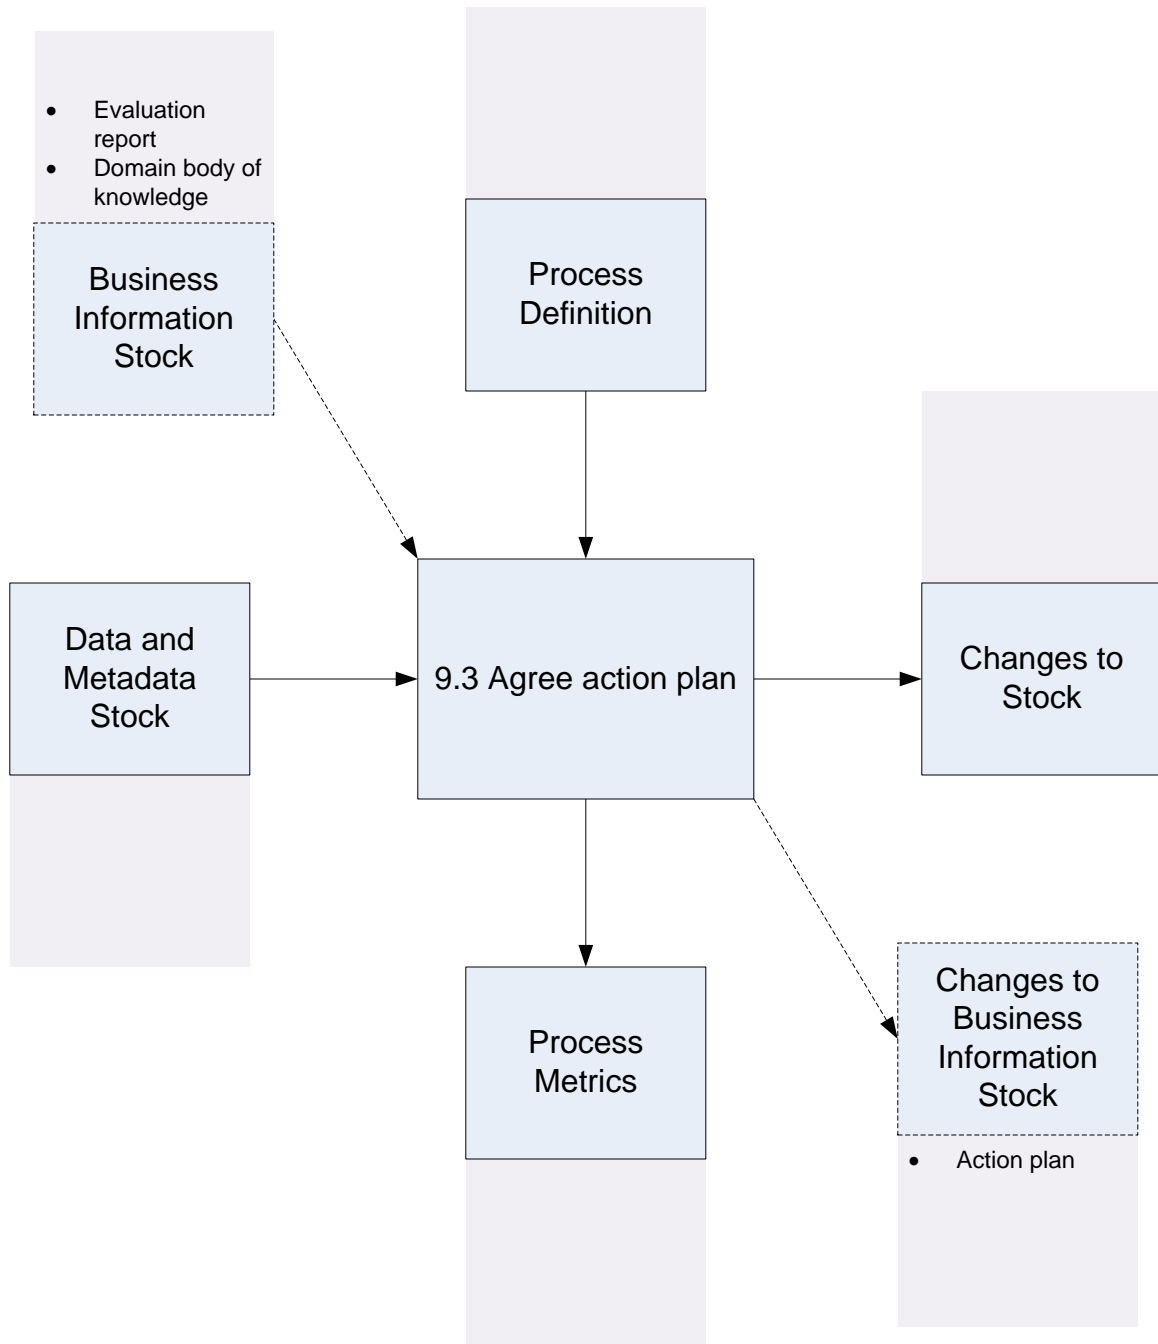 • Evaluation
report
• Domain body of
knowledge
Business
Information
Stock
Process
Definition
Data and
Metadata
Stock
9.3 Agree action plan
Changes to
Stock
Process
Metrics
Changes to
Business
Information
Stock
• Action plan